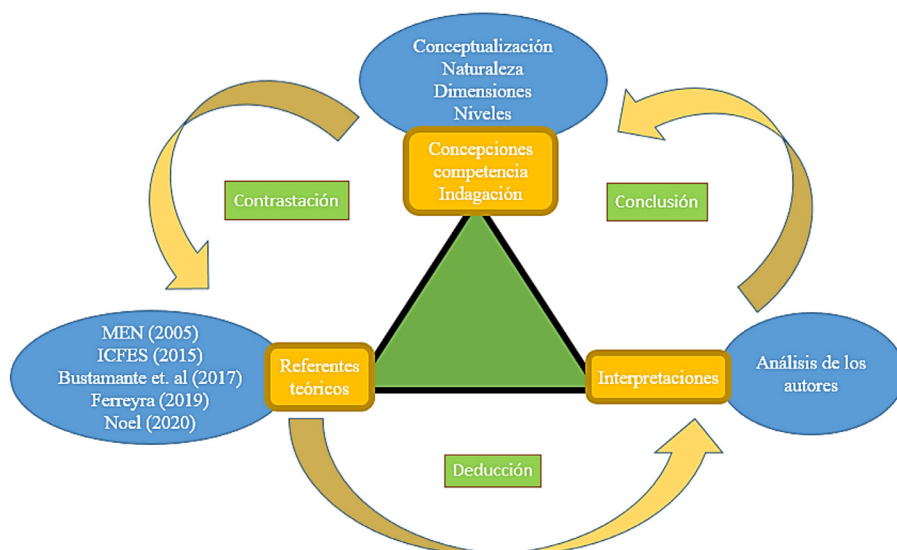 Conceptualización
Naturaleza
Dimensiones
Niveles
Concepciones
competencia
Indagación
Contrastación
Conclusión
MEN (2005)
ICFES (2015)
Bustamante et. al (2017)
Ferreyra (2019)
Noel (2020)
Referentes
teóricos
Interpretaciones
Análisis de los
autores
Deducción